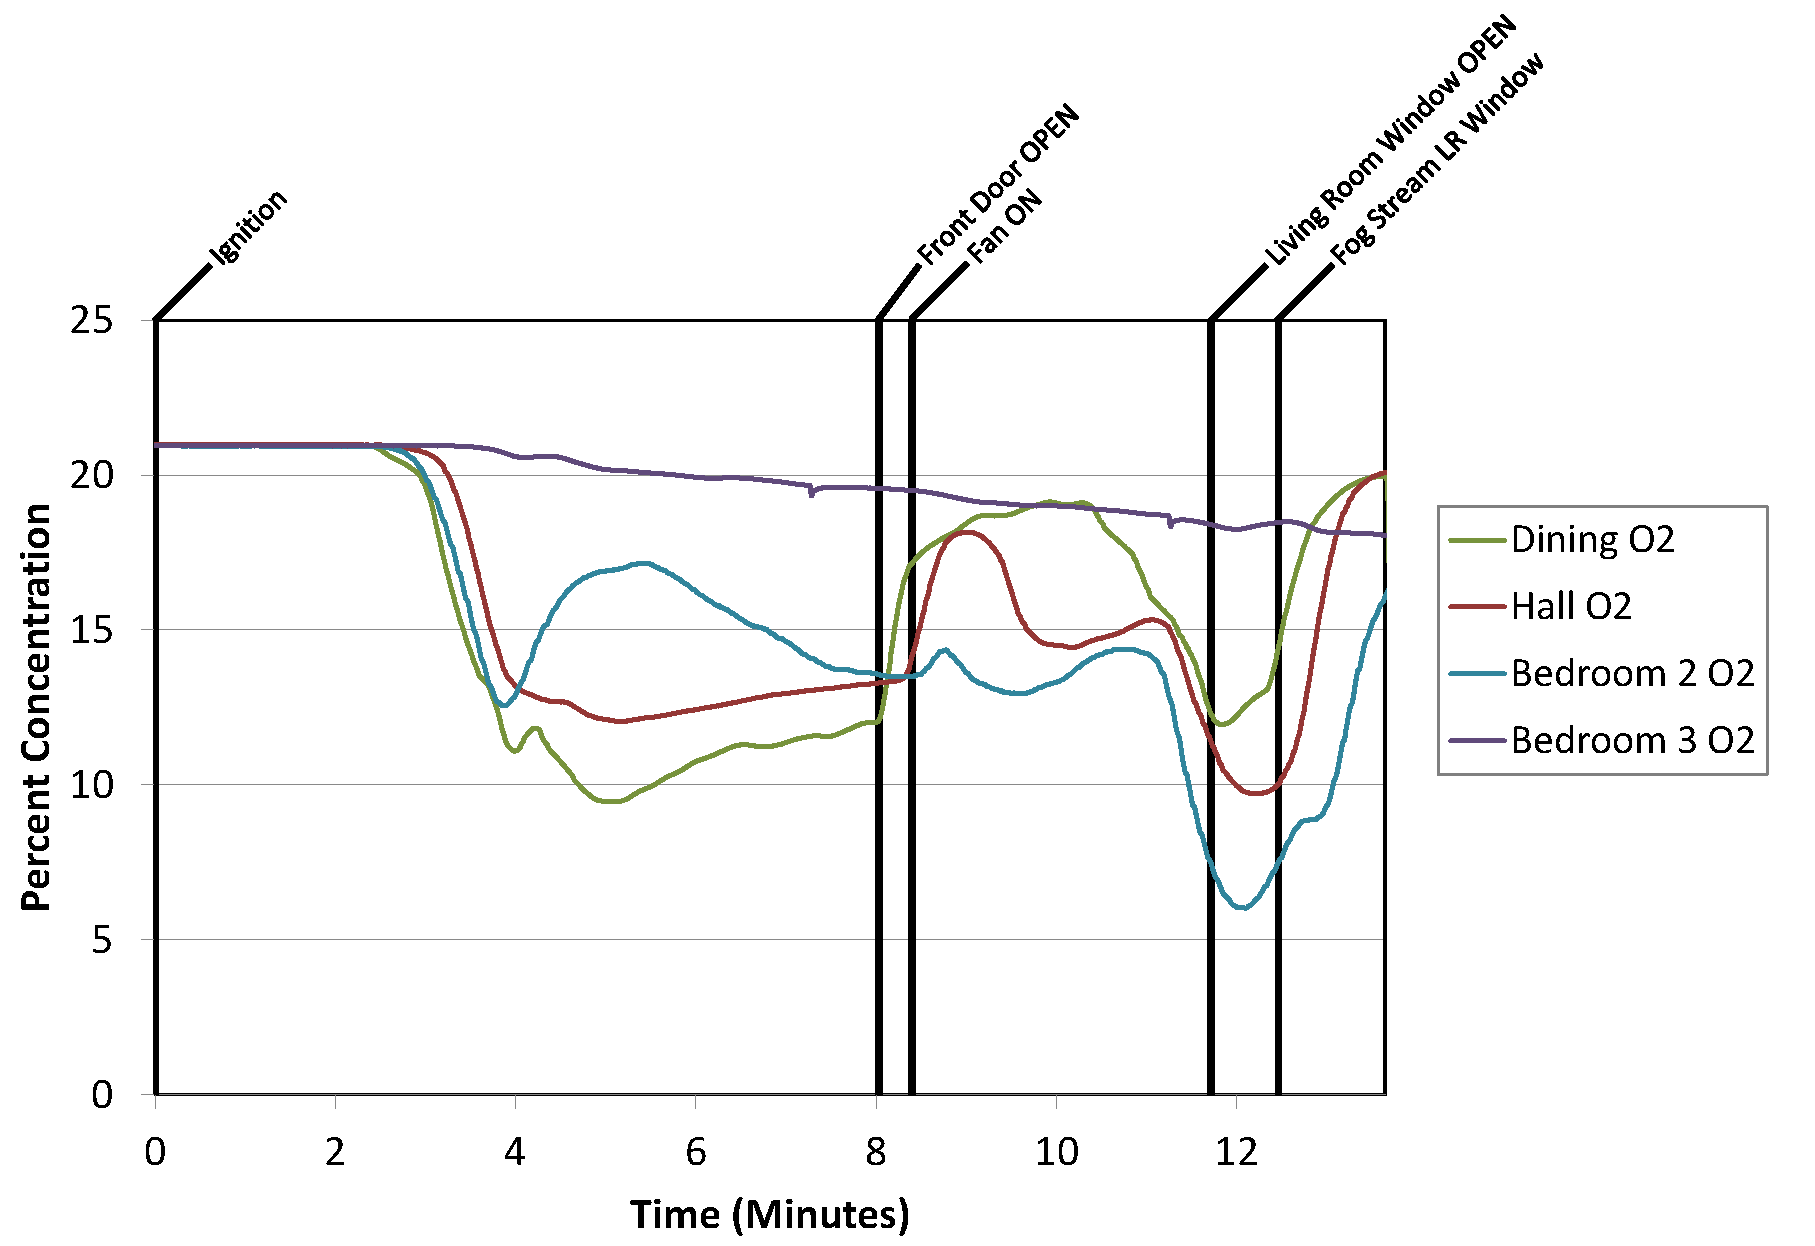 Ignition
Front Door OPEN
Fan ON
Living Room Window OPEN
Fog Stream LR Window
25
20
15
10
5
0
Percent Concentration
0 2 4 6 8 10 12
Time (Minutes)
Dining O2
Hall O2
Bedroom 2 O2
Bedroom 3 O2